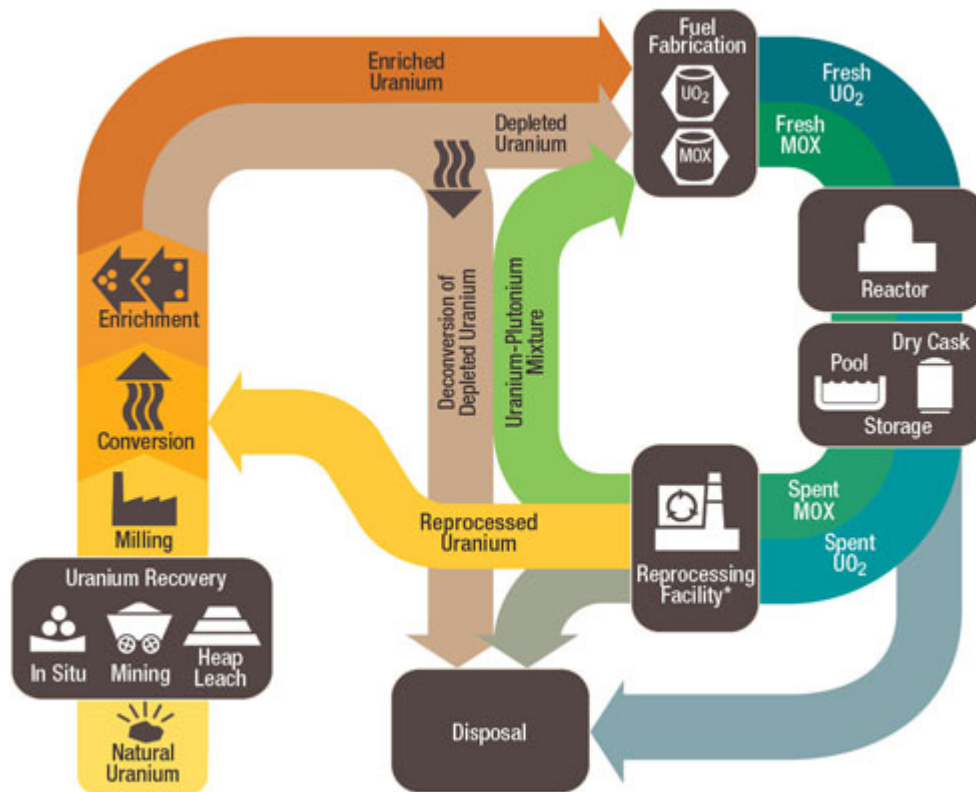 Fuel
Fabrication
UO₂
MOX
Enriched
Uranium
Depleted
Uranium
Fresh
UO₂
Fresh
MOX
Reactor
Dry Cask
Pool
Storage
Enrichment
Deconversion of
Depleted Uranium
Uranium-Plutonium
Mixture
Conversion
Milling
Reprocessed
Uranium
Reprocessing
Facility*
Spent
MOX
Spent
UO₂
Uranium Recovery
In Situ
Mining
Heap
Leach
Natural
Uranium
Disposal